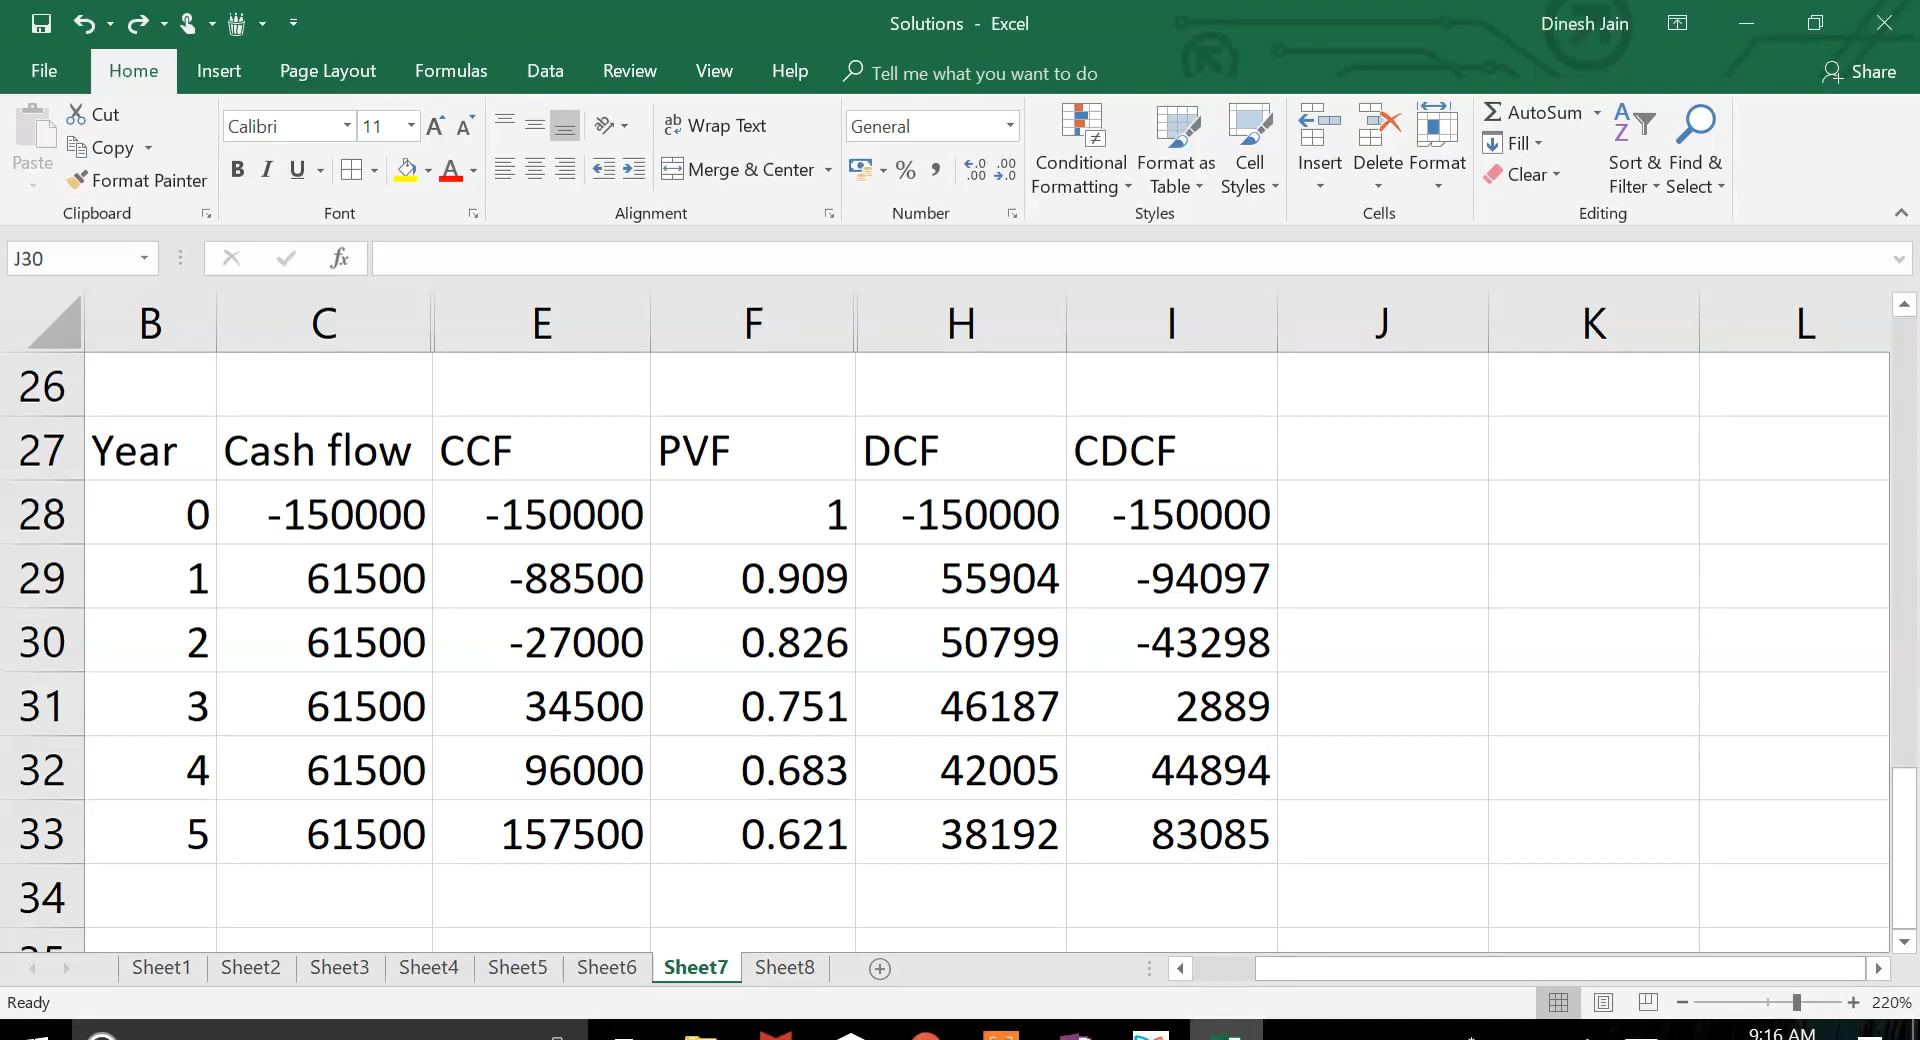 Solutions - Excel
Dinesh Jain
File Home Insert Page Layout Formulas Data Review View Help Tell me what you want to do Share
Paste
Cut
Copy
Format Painter
Clipboard
Calibri 11
B I U A
Font
Wrap Text
Merge & Center
Alignment
General
% ,
Number
Conditional Formatting
Format as Table
Cell Styles
Styles
Insert Delete Format
Cells
AutoSum
Fill
Clear
Sort & Filter
Find & Select
Editing
J30 fx
B C E F H I J K L
26
27 Year Cash flow CCF PVF DCF CDCF
28 0 -150000 -150000 1 -150000 -150000
29 1 61500 -88500 0.909 55904 -94097
30 2 61500 -27000 0.826 50799 -43298
31 3 61500 34500 0.751 46187 2889
32 4 61500 96000 0.683 42005 44894
33 5 61500 157500 0.621 38192 83085
34
Sheet1 Sheet2 Sheet3 Sheet4 Sheet5 Sheet6 Sheet7 Sheet8
Ready 220%
9:16 AM